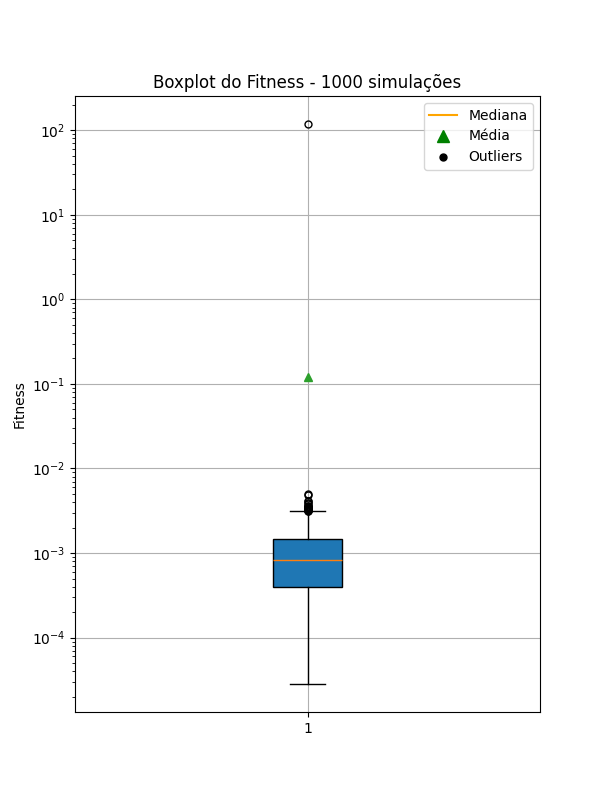 Boxplot do Fitness - 1000 simulações
Mediana
Média
Outliers
10²
10¹
10⁰
10⁻¹
10⁻²
10⁻³
10⁻⁴
Fitness
1